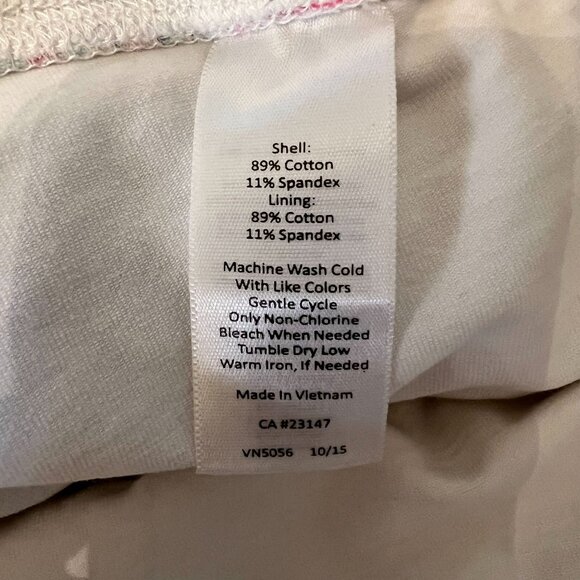 Shell:
89% Cotton
11% Spandex
Lining:
89% Cotton
11% Spandex
Machine Wash Cold
With Like Colors
Gentle Cycle
Only Non-Chlorine
Bleach When Needed
Tumble Dry Low
Warm Iron, If Needed
Made In Vietnam
CA #23147
VN5056 10/15